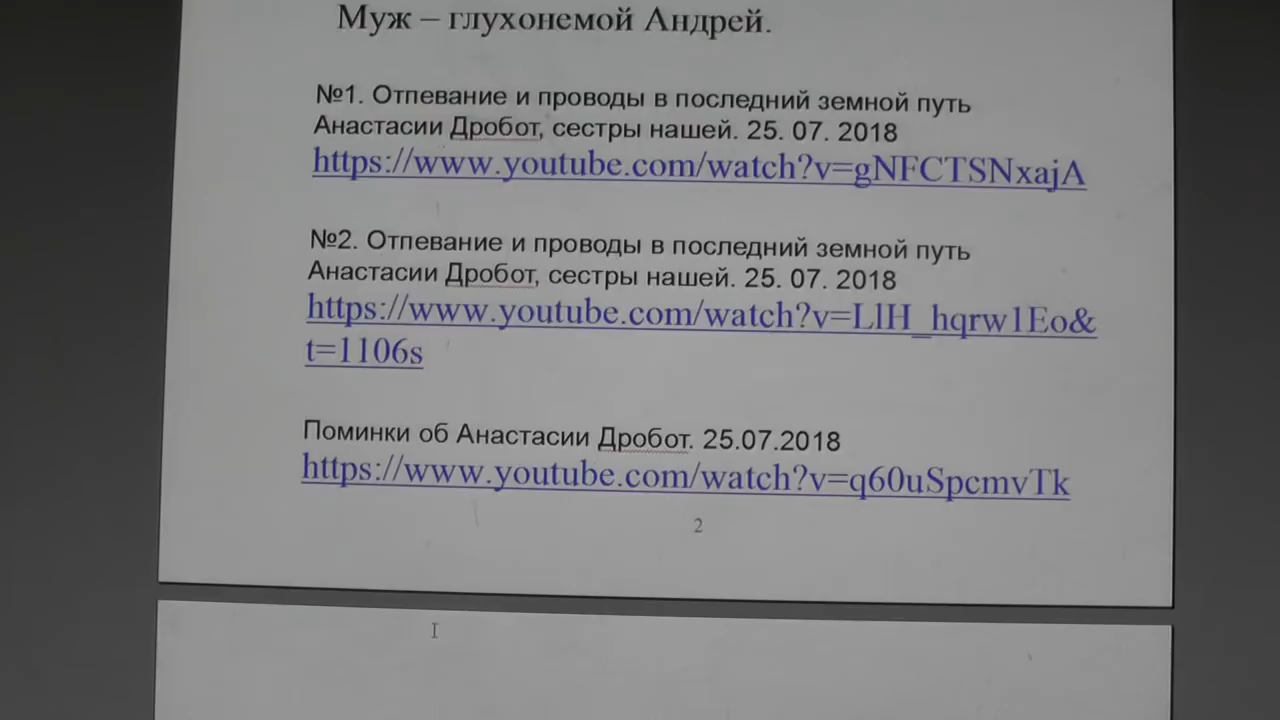 Муж – глухонемой Андрей.
№1. Отпевание и проводы в последний земной путь
Анастасии Дробот, сестры нашей. 25. 07. 2018
https://www.youtube.com/watch?v=gNFCTSNxajA
№2. Отпевание и проводы в последний земной путь
Анастасии Дробот, сестры нашей. 25. 07. 2018
https://www.youtube.com/watch?v=LlH_hqrw1Eo&
t=1106s
Поминки об Анастасии Дробот. 25.07.2018
https://www.youtube.com/watch?v=q60uSpcmvTk
2